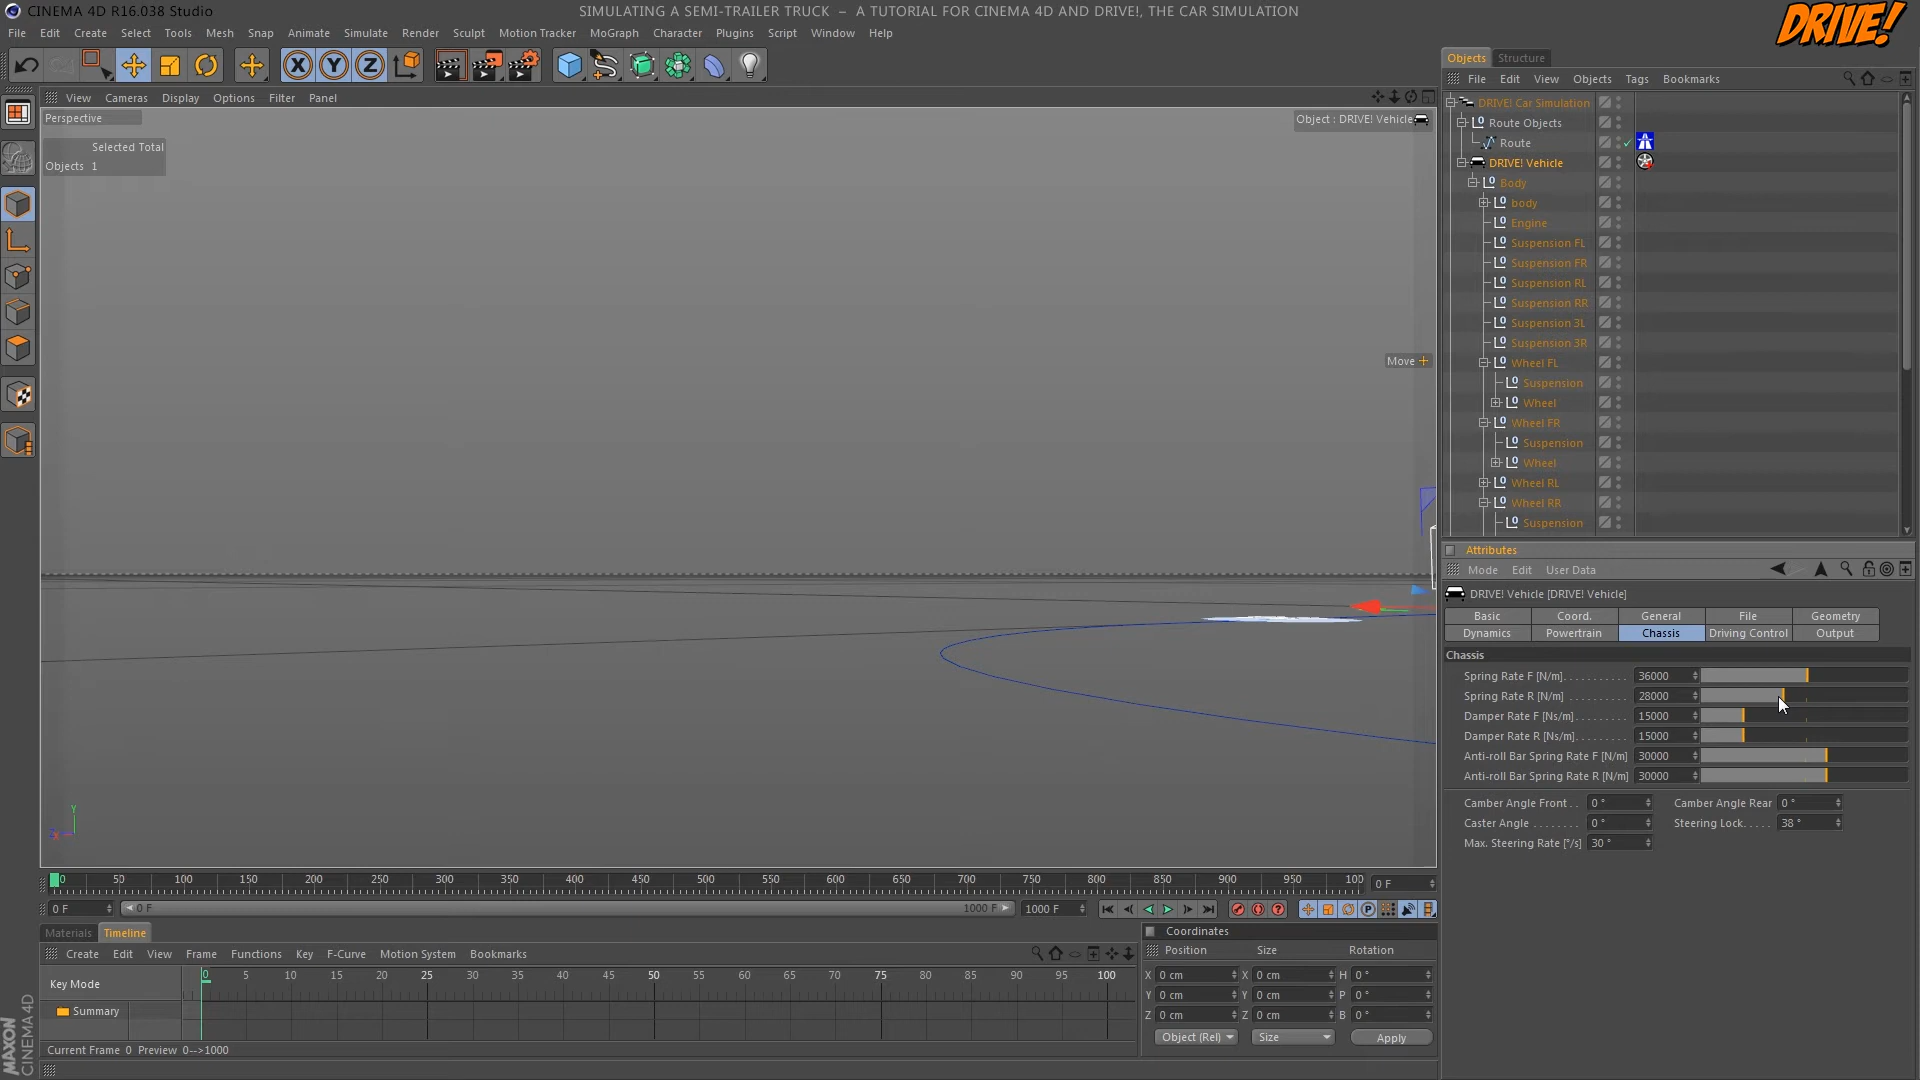 CINEMA 4D R16.038 Studio
SIMULATING A SEMI-TRAILER TRUCK – A TUTORIAL FOR CINEMA 4D AND DRIVE!, THE CAR SIMULATION
DRIVE!
File Edit Create Select Tools Mesh Snap Animate Simulate Render Sculpt Motion Tracker MoGraph Character Plugins Script Window Help
X Y Z
Objects Structure
File Edit View Objects Tags Bookmarks
View Cameras Display Options Filter Panel
Perspective
Object : DRIVE! Vehicle
Selected Total
Objects 1
Move
DRIVE! Car Simulation
Route Objects
Route
DRIVE! Vehicle
Body
body
Engine
Suspension FL
Suspension FR
Suspension RL
Suspension RR
Suspension 3L
Suspension 3R
Wheel FL
Suspension
Wheel
Wheel FR
Suspension
Wheel
Wheel RL
Wheel RR
Suspension
Attributes
Mode Edit User Data
DRIVE! Vehicle [DRIVE! Vehicle]
Basic Coord. General File Geometry
Dynamics Powertrain Chassis Driving Control Output
Chassis
Spring Rate F [N/m]. . . . . . . . . . . 36000
Spring Rate R [N/m] . . . . . . . . . . 28000
Damper Rate F [Ns/m]. . . . . . . . . 15000
Damper Rate R [Ns/m]. . . . . . . . . 15000
Anti-roll Bar Spring Rate F [N/m] 30000
Anti-roll Bar Spring Rate R [N/m] 30000
Camber Angle Front . . 0 ° Camber Angle Rear 0 °
Caster Angle . . . . . . . . 0 ° Steering Lock. . . . . 38 °
Max. Steering Rate [°/s] 30 °
Y
0 50 100 150 200 250 300 350 400 450 500 550 600 650 700 750 800 850 900 950 100 0 F
0 F 0 F 1000 F 1000 F
Materials Timeline
Create Edit View Frame Functions Key F-Curve Motion System Bookmarks
Key Mode
0 5 10 15 20 25 30 35 40 45 50 55 60 65 70 75 80 85 90 95 100
Summary
Current Frame 0 Preview 0-->1000
Coordinates
Position Size Rotation
X 0 cm X 0 cm H 0 °
Y 0 cm Y 0 cm P 0 °
Z 0 cm Z 0 cm B 0 °
Object (Rel) Size Apply
MAXON
CINEMA 4D